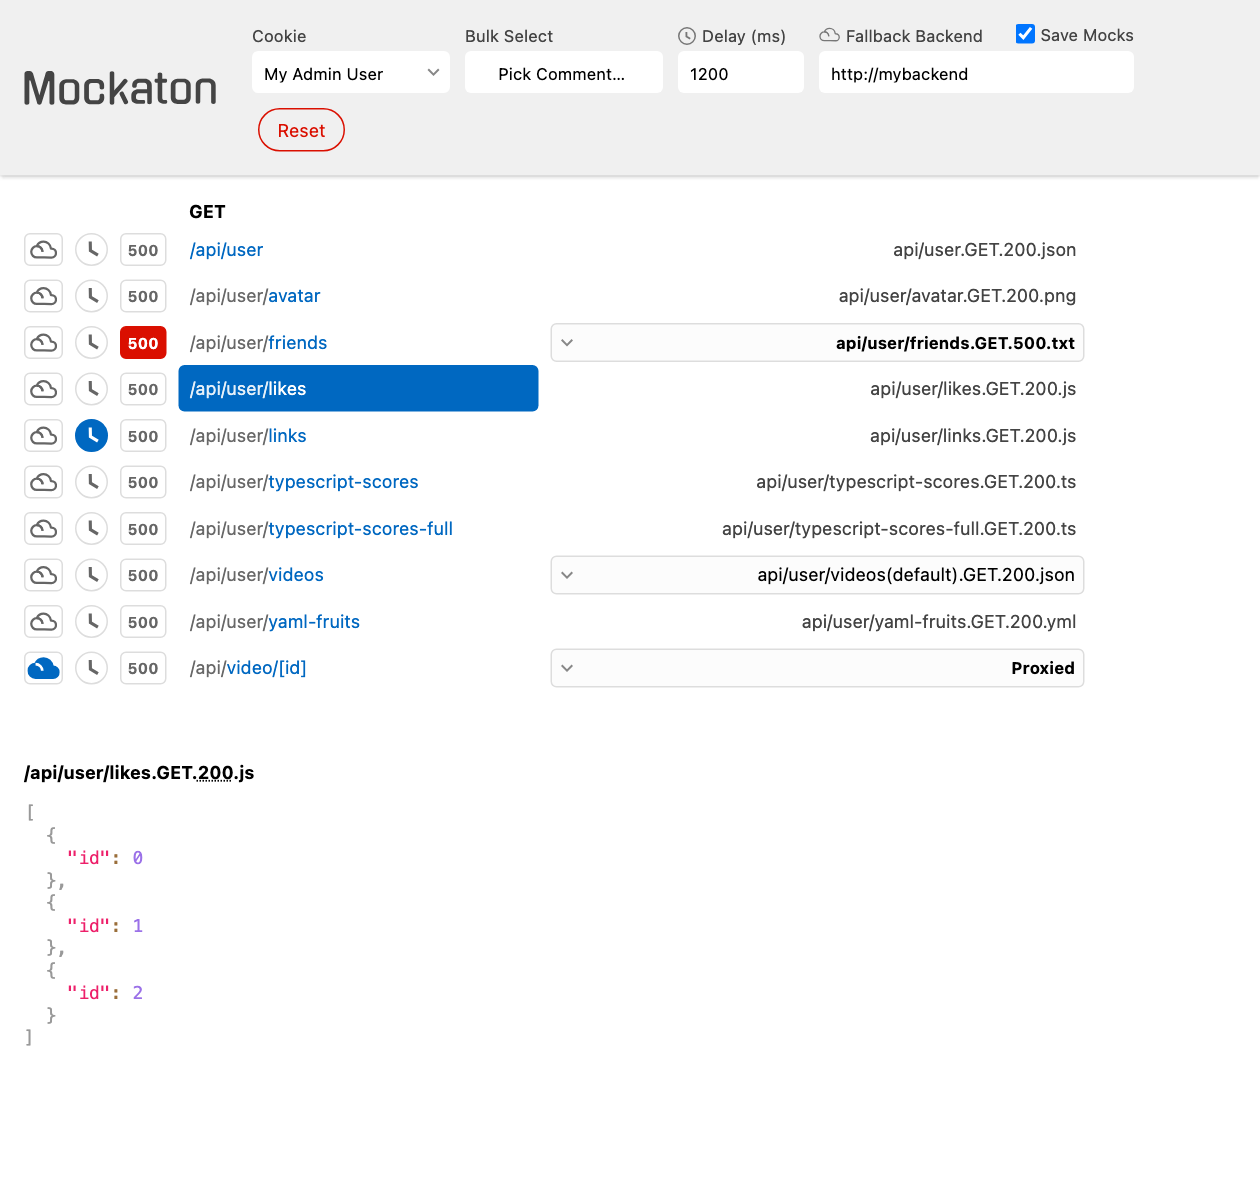 Mockaton
Cookie
My Admin User
Bulk Select
Pick Comment...
Delay (ms)
1200
Fallback Backend
Save Mocks
http://mybackend
Reset
GET
500 /api/user api/user.GET.200.json
500 /api/user/avatar api/user/avatar.GET.200.png
500 /api/user/friends api/user/friends.GET.500.txt
500 /api/user/likes api/user/likes.GET.200.js
500 /api/user/links api/user/links.GET.200.js
500 /api/user/typescript-scores api/user/typescript-scores.GET.200.ts
500 /api/user/typescript-scores-full api/user/typescript-scores-full.GET.200.ts
500 /api/user/videos api/user/videos(default).GET.200.json
500 /api/user/yaml-fruits api/user/yaml-fruits.GET.200.yml
500 /api/video/[id] Proxied
/api/user/likes.GET.200.js
[
  {
    "id": 0
  },
  {
    "id": 1
  },
  {
    "id": 2
  }
]